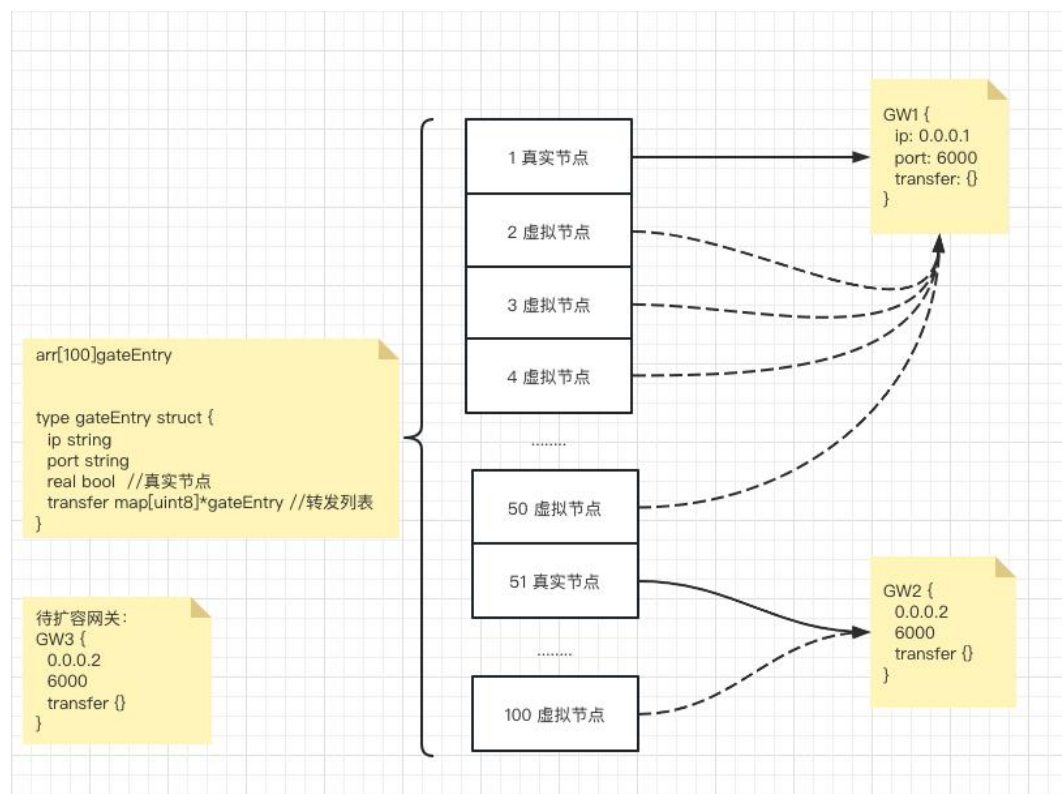 GW1 {
ip: 0.0.0.1
port: 6000
transfer: {}
}
1 真实节点
2 虚拟节点
3 虚拟节点
4 虚拟节点
........
50 虚拟节点
51 真实节点
........
100 虚拟节点
arr[100]gateEntry
type gateEntry struct {
ip string
port string
real bool //真实节点
transfer map[uint8]*gateEntry //转发列表
}
待扩容网关：
GW3 {
0.0.0.2
6000
transfer {}
}
GW2 {
0.0.0.2
6000
transfer {}
}